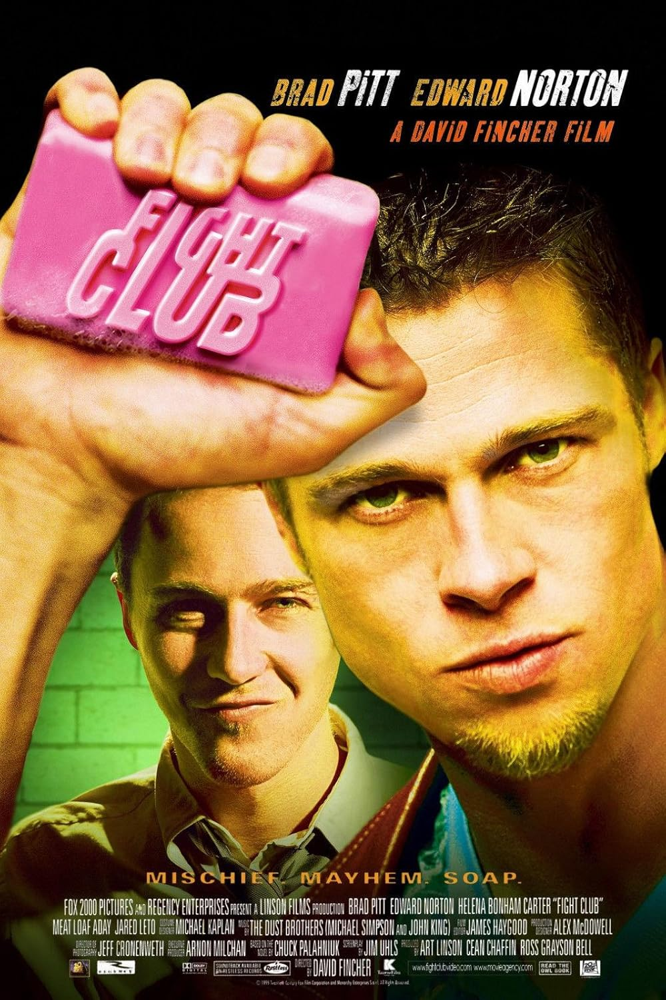 BRAD PITT EDWARD NORTON
A DAVID FINCHER FILM
FIGHT
CLUB
MISCHIEF. MAYHEM. SOAP.
FOX 2000 PICTURES AND REGENCY ENTERPRISES PRESENT A LINSON FILMS PRODUCTION BRAD PITT EDWARD NORTON HELENA BONHAM CARTER "FIGHT CLUB"
MEAT LOAF ADAY JARED LETO COSTUME DESIGNER MICHAEL KAPLAN MUSIC BY THE DUST BROTHERS (MICHAEL SIMPSON AND JOHN KING) FILM EDITOR JAMES HAYGOOD PRODUCTION DESIGNER ALEX McDOWELL
DIRECTOR OF PHOTOGRAPHY JEFF CRONENWETH EXECUTIVE PRODUCER ARNON MILCHAN BASED ON THE NOVEL BY CHUCK PALAHNIUK SCREENPLAY BY JIM UHLS PRODUCED BY ART LINSON CEAN CHAFFIN ROSS GRAYSON BELL
DOLBY DIGITAL SOUNDTRACK AVAILABLE ON RESTLESS RECORDS Restless DIRECTED BY DAVID FINCHER www.fightclubvideo.com www.movieagency.com READ THE OWL BOOK
© 1999 Twentieth Century Fox Film Corporation and Monarchy Enterprises S.a.r.l. All Rights Reserved.